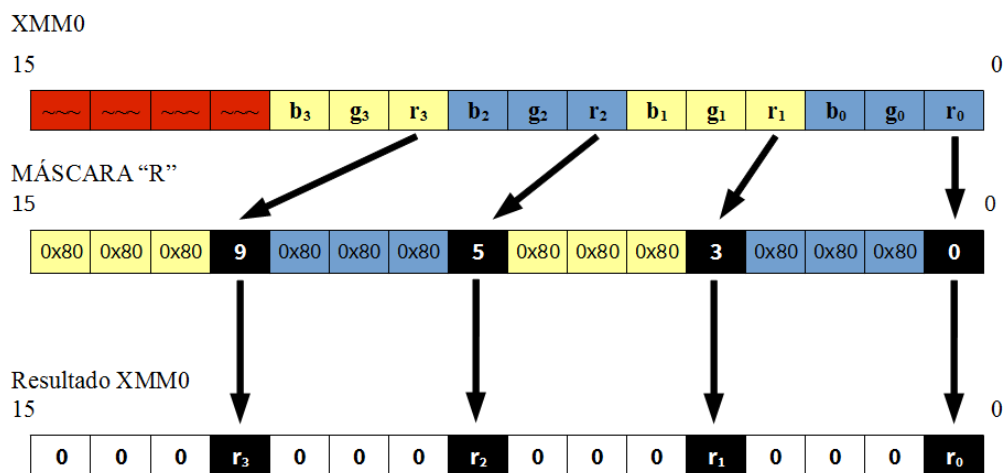 XMM0
15 0
~~~ ~~~ ~~~ ~~~ b₃ g₃ r₃ b₂ g₂ r₂ b₁ g₁ r₁ b₀ g₀ r₀
MÁSCARA “R”
15 0
0x80 0x80 0x80 9 0x80 0x80 0x80 5 0x80 0x80 0x80 3 0x80 0x80 0x80 0
Resultado XMM0
15 0
0 0 0 r₃ 0 0 0 r₂ 0 0 0 r₁ 0 0 0 r₀